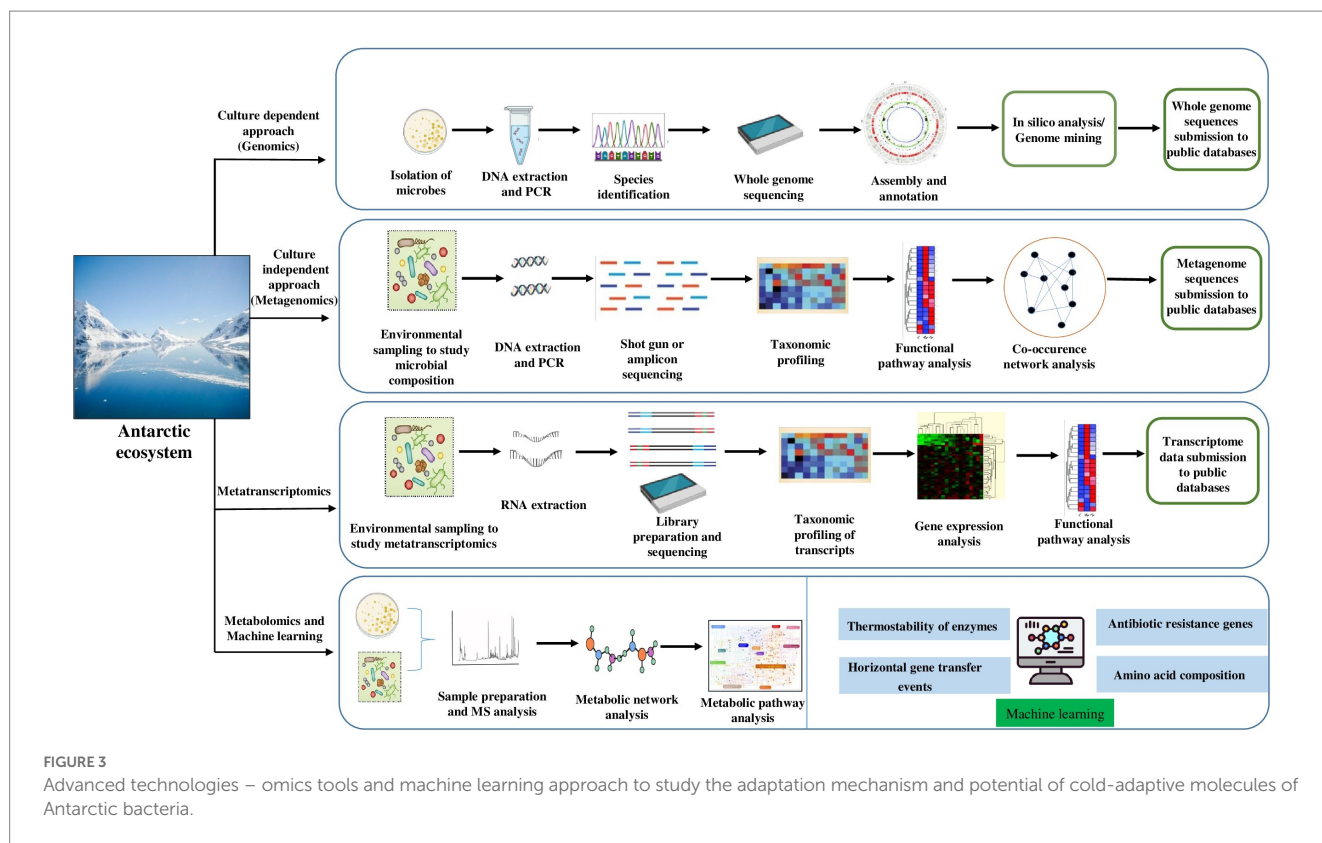 Culture dependent
approach
(Genomics)
Isolation of
microbes
DNA extraction
and PCR
Species
identification
Whole genome
sequencing
Assembly and
annotation
In silico analysis/
Genome mining
Whole genome
sequences
submission to
public databases
Culture
independent
approach
(Metagenomics)
Environmental
sampling to study
microbial
composition
DNA extraction
and PCR
Shot gun or
amplicon
sequencing
Taxonomic
profiling
Functional
pathway analysis
Co-occurence
network analysis
Metagenome
sequences
submission to
public databases
Antarctic
ecosystem
Metatranscriptomics
Environmental sampling to
study metatranscriptomics
RNA extraction
Library
preparation and
sequencing
Taxonomic
profiling of
transcripts
Gene expression
analysis
Functional
pathway analysis
Transcriptome
data submission
to public
databases
Metabolomics and
Machine learning
Sample preparation
and MS analysis
Metabolic network
analysis
Metabolic pathway
analysis
Thermostability of enzymes
Horizontal gene transfer
events
Antibiotic resistance genes
Amino acid composition
Machine learning
FIGURE 3
Advanced technologies – omics tools and machine learning approach to study the adaptation mechanism and potential of cold-adaptive molecules of
Antarctic bacteria.